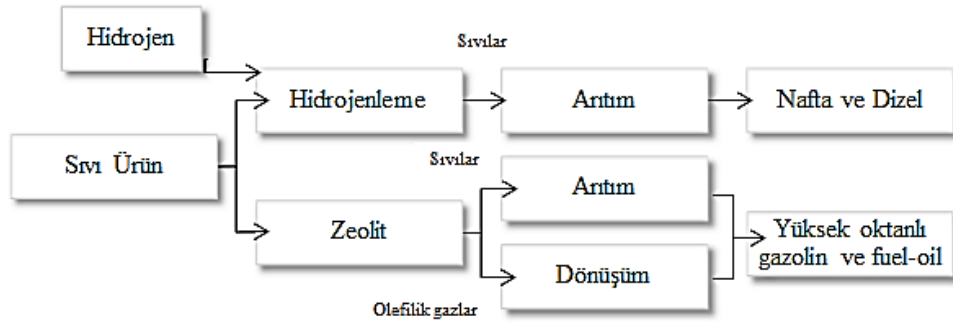 Hidrojen
Sıvılar
Hidrojenleme
Arıtım
Nafta ve Dizel
Sıvı Ürün
Sıvılar
Arıtım
Zeolit
Yüksek oktanlı
gazolin ve fuel-oil
Dönüşüm
Olefilik gazlar